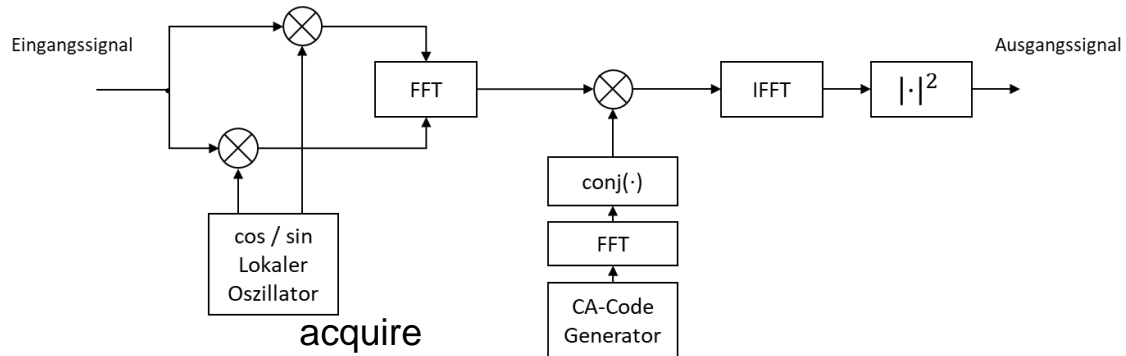 Eingangssignal
Ausgangssignal
FFT
IFFT
|·|²
conj(·)
FFT
cos / sin
Lokaler
Oszillator
CA-Code
Generator
acquire